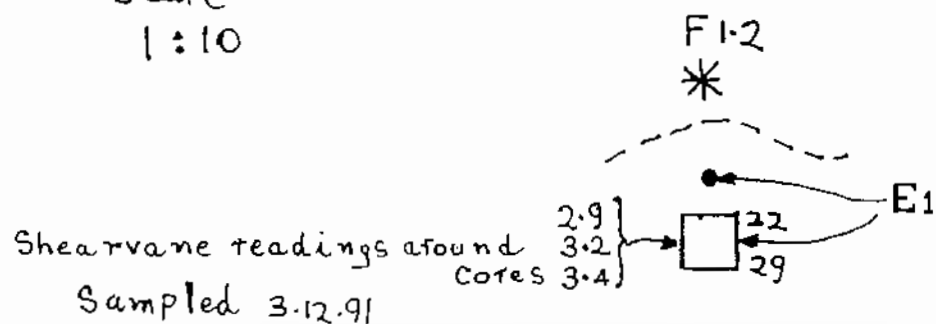 1:10
F1.2
E1
2.9
22
Shearvane readings around 3.2
cores 3.4
29
Sampled 3.12.91